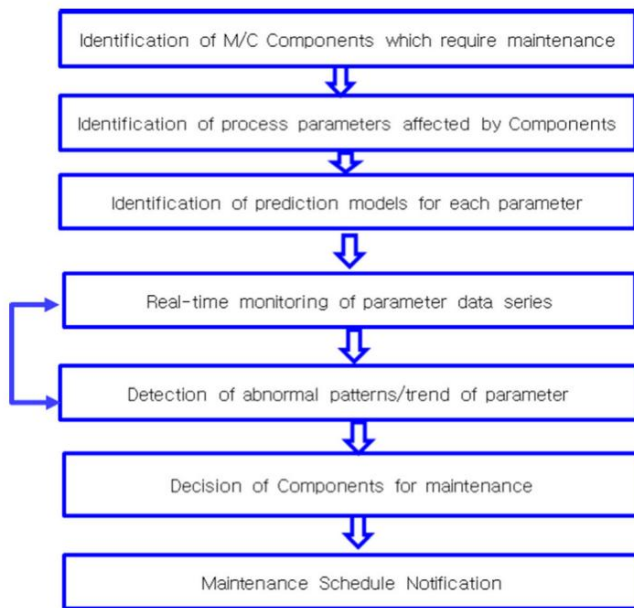 Identification of M/C Components which require maintenance
Identification of process parameters affected by Components
Identification of prediction models for each parameter
Real-time monitoring of parameter data series
Detection of abnormal patterns/trend of parameter
Decision of Components for maintenance
Maintenance Schedule Notification